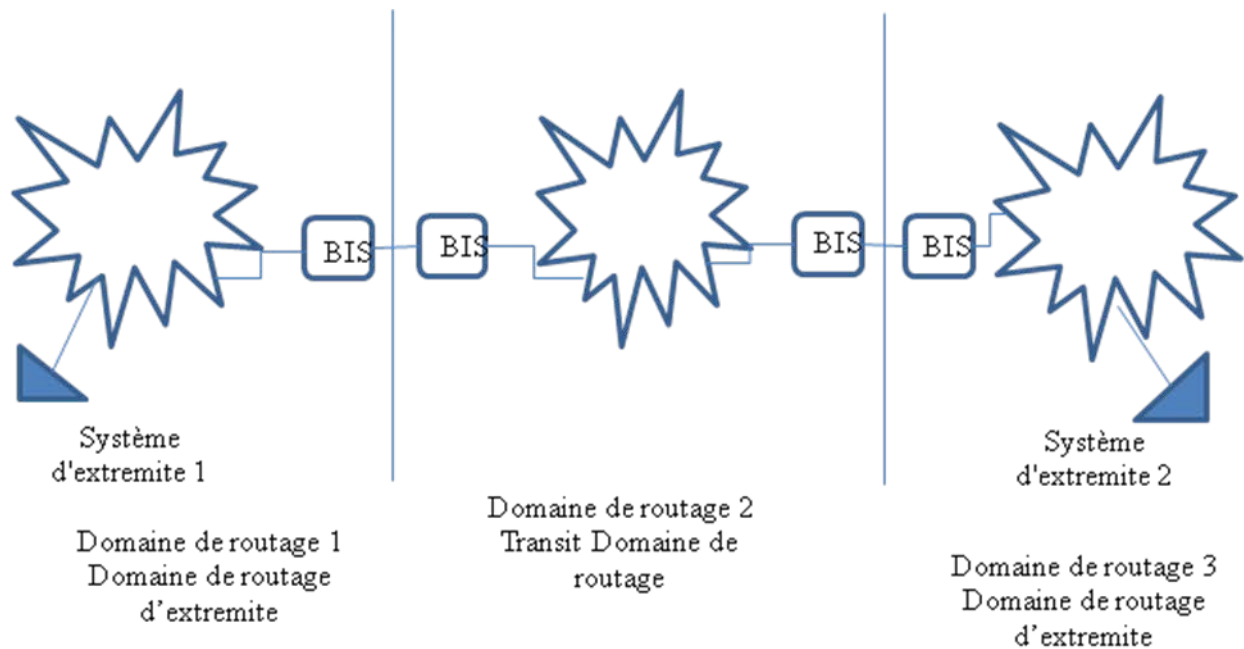 BIS
BIS
BIS
BIS
Système
d'extremite 1
Système
d'extremite 2
Domaine de routage 1
Domaine de routage
d’extremite
Domaine de routage 2
Transit Domaine de
routage
Domaine de routage 3
Domaine de routage
d’extremite